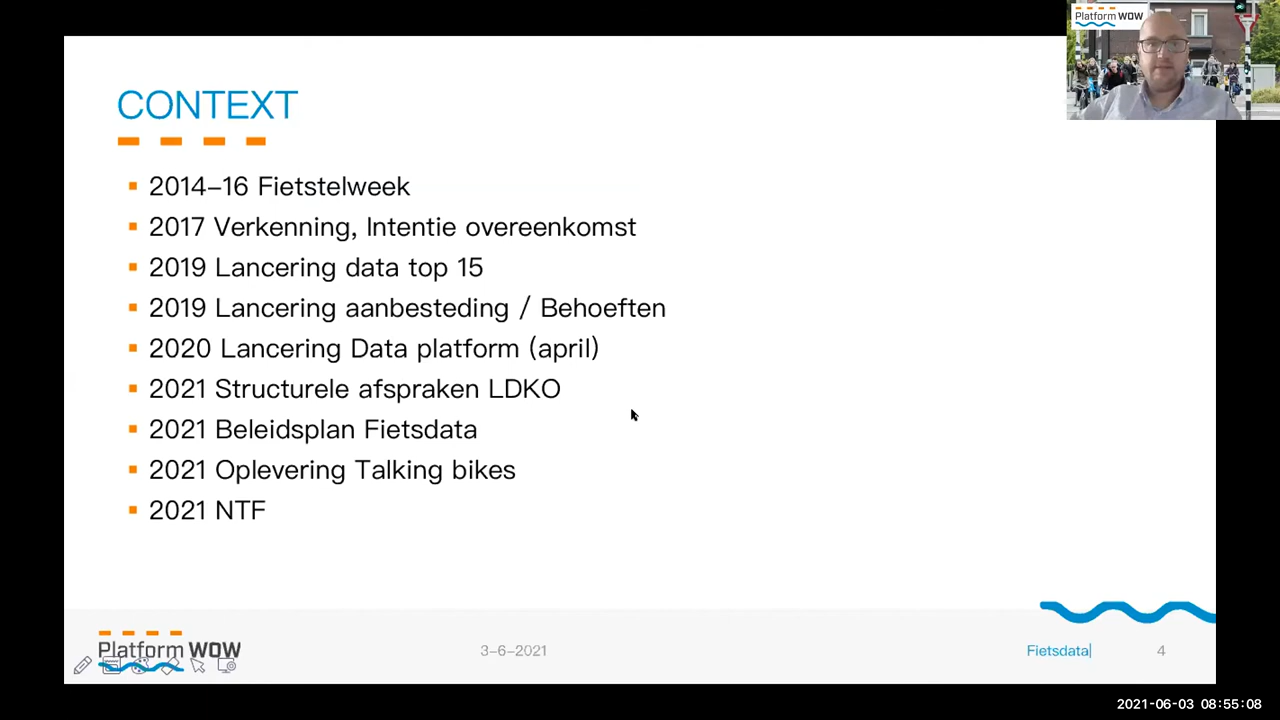 Platform WOW
CONTEXT
2014–16 Fietstelweek
2017 Verkenning, Intentie overeenkomst
2019 Lancering data top 15
2019 Lancering aanbesteding / Behoeften
2020 Lancering Data platform (april)
2021 Structurele afspraken LDKO
2021 Beleidsplan Fietsdata
2021 Oplevering Talking bikes
2021 NTF
Platform WOW
3-6-2021
Fietsdata|
4
2021-06-03 08:55:08